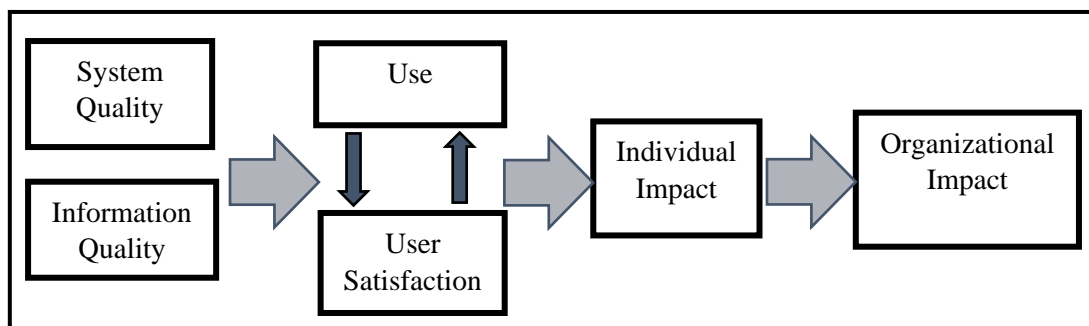 System
Quality
Information
Quality
Use
User
Satisfaction
Individual
Impact
Organizational
Impact